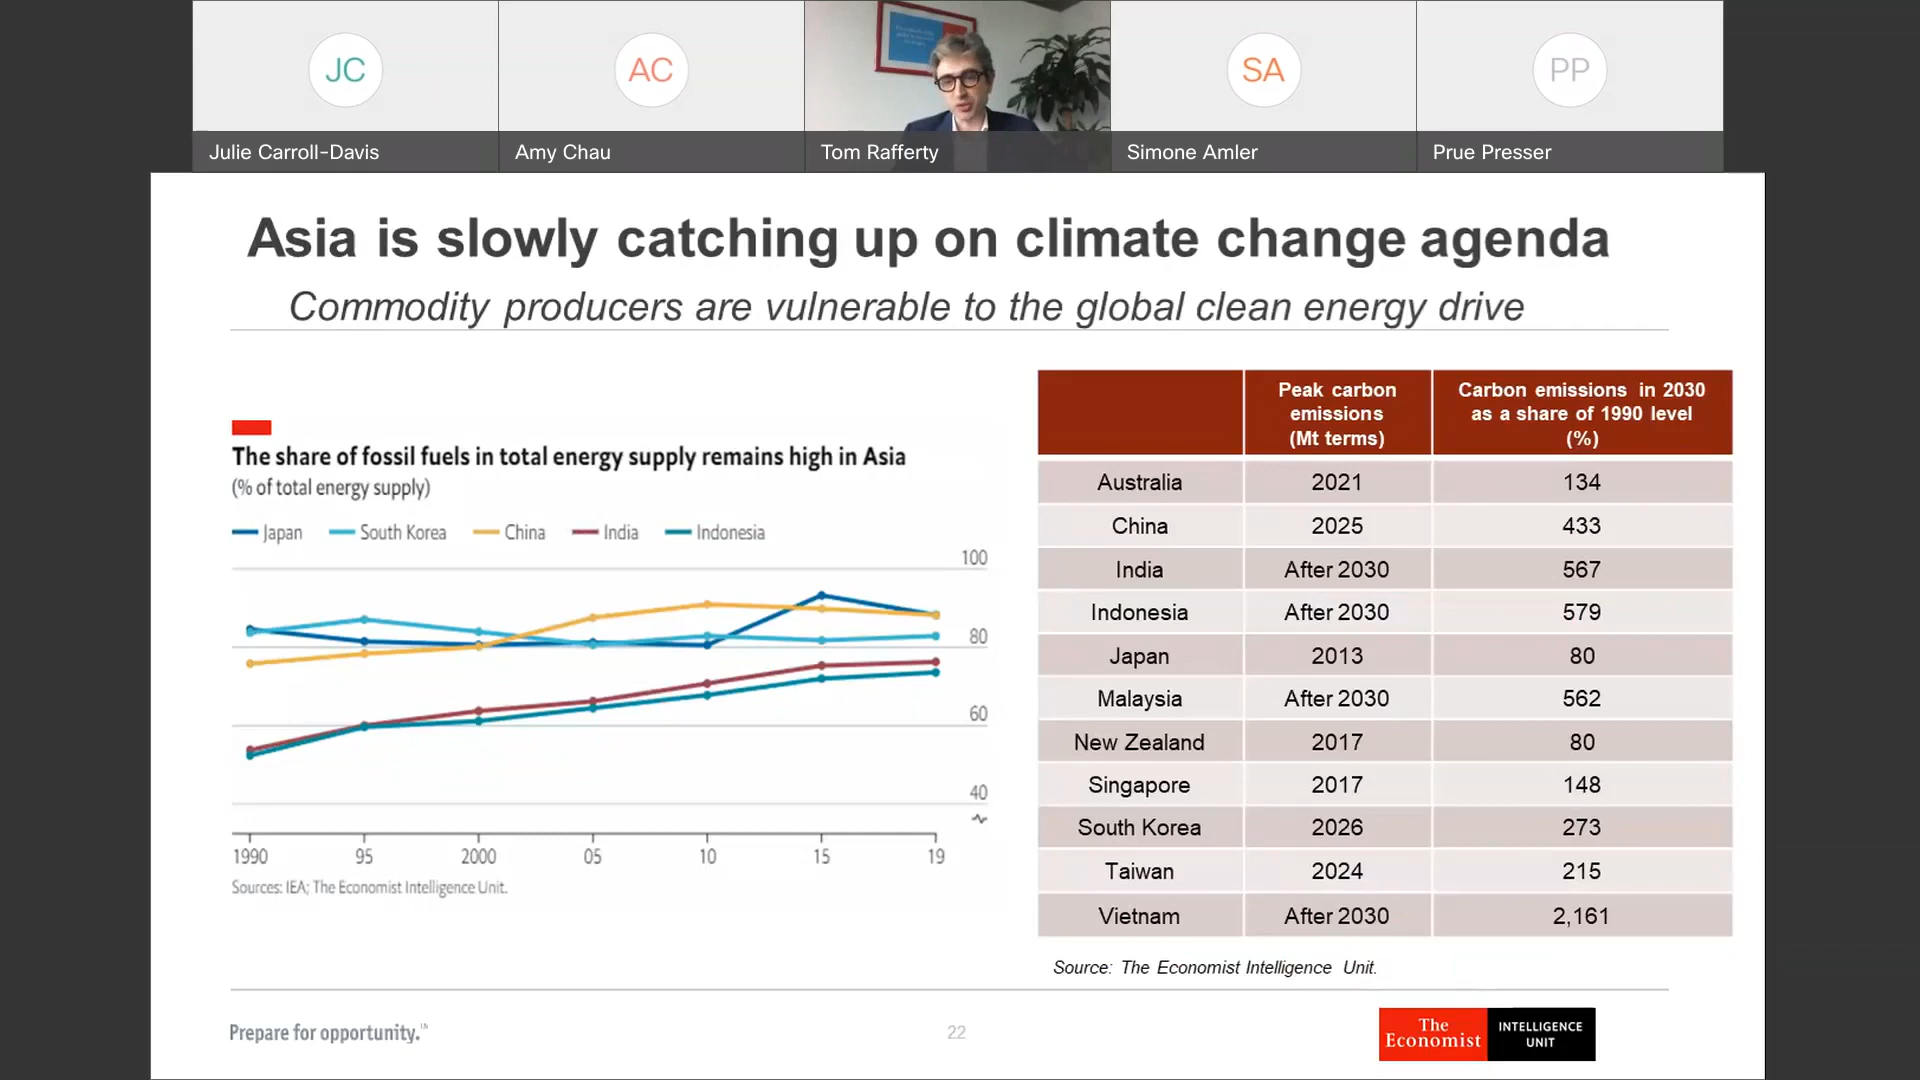 JC
AC
SA
PP
Julie Carroll-Davis
Amy Chau
Tom Rafferty
Simone Amler
Prue Presser
Asia is slowly catching up on climate change agenda
Commodity producers are vulnerable to the global clean energy drive
The share of fossil fuels in total energy supply remains high in Asia
(% of total energy supply)
Japan South Korea China India Indonesia
100
80
60
40
1990 95 2000 05 10 15 19
Sources: IEA; The Economist Intelligence Unit.
Peak carbon
emissions
(Mt terms)
Carbon emissions in 2030
as a share of 1990 level
(%)
Australia 2021 134
China 2025 433
India After 2030 567
Indonesia After 2030 579
Japan 2013 80
Malaysia After 2030 562
New Zealand 2017 80
Singapore 2017 148
South Korea 2026 273
Taiwan 2024 215
Vietnam After 2030 2,161
Source: The Economist Intelligence Unit.
Prepare for opportunity.
22
The
Economist
INTELLIGENCE
UNIT